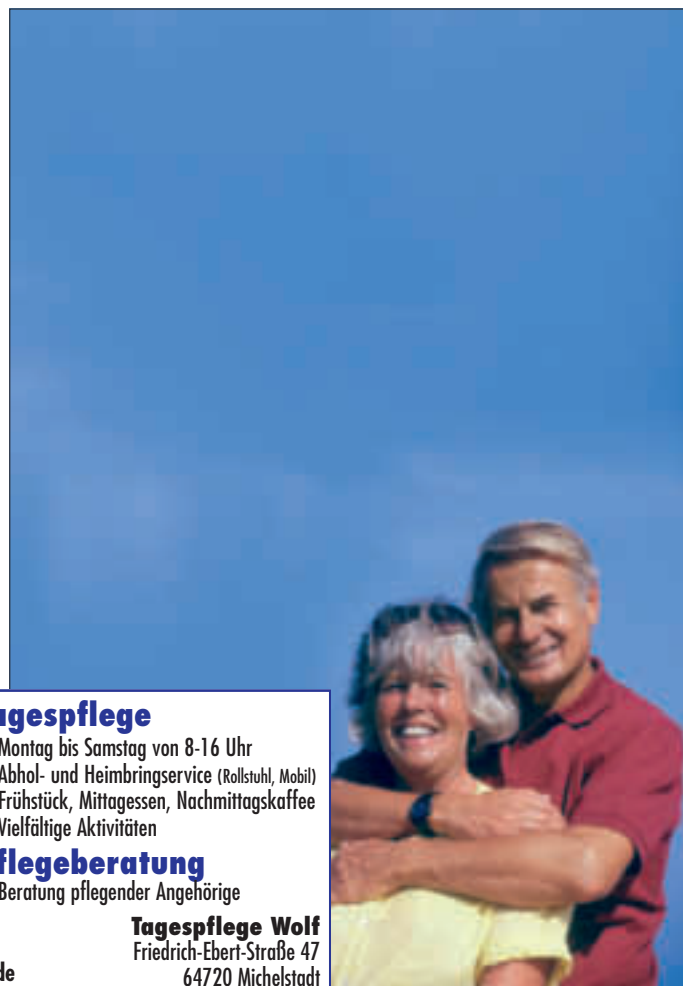 agespflege
Montag bis Samstag von 8-16 Uhr
Abhol- und Heimbringservice (Rollstuhl, Mobil)
Frühstück, Mittagessen, Nachmittagskaffee
Vielfältige Aktivitäten
flegeberatung
Beratung pflegender Angehörige
Tagespflege Wolf
Friedrich-Ebert-Straße 47
de 64720 Michelstadt